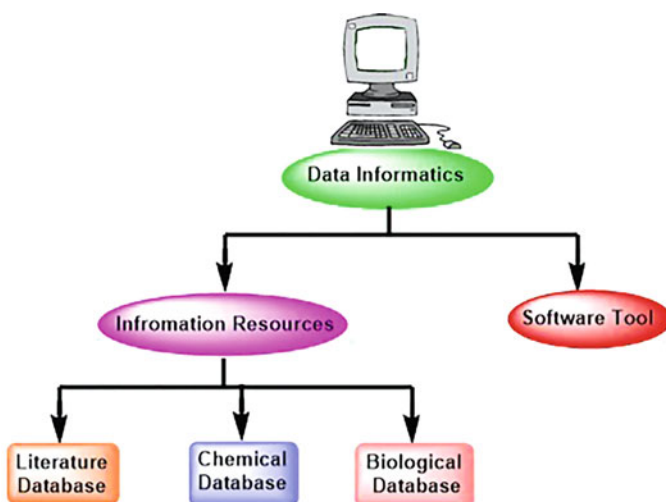 Data Informatics
Infromation Resources
Software Tool
Literature
Database
Chemical
Database
Biological
Database